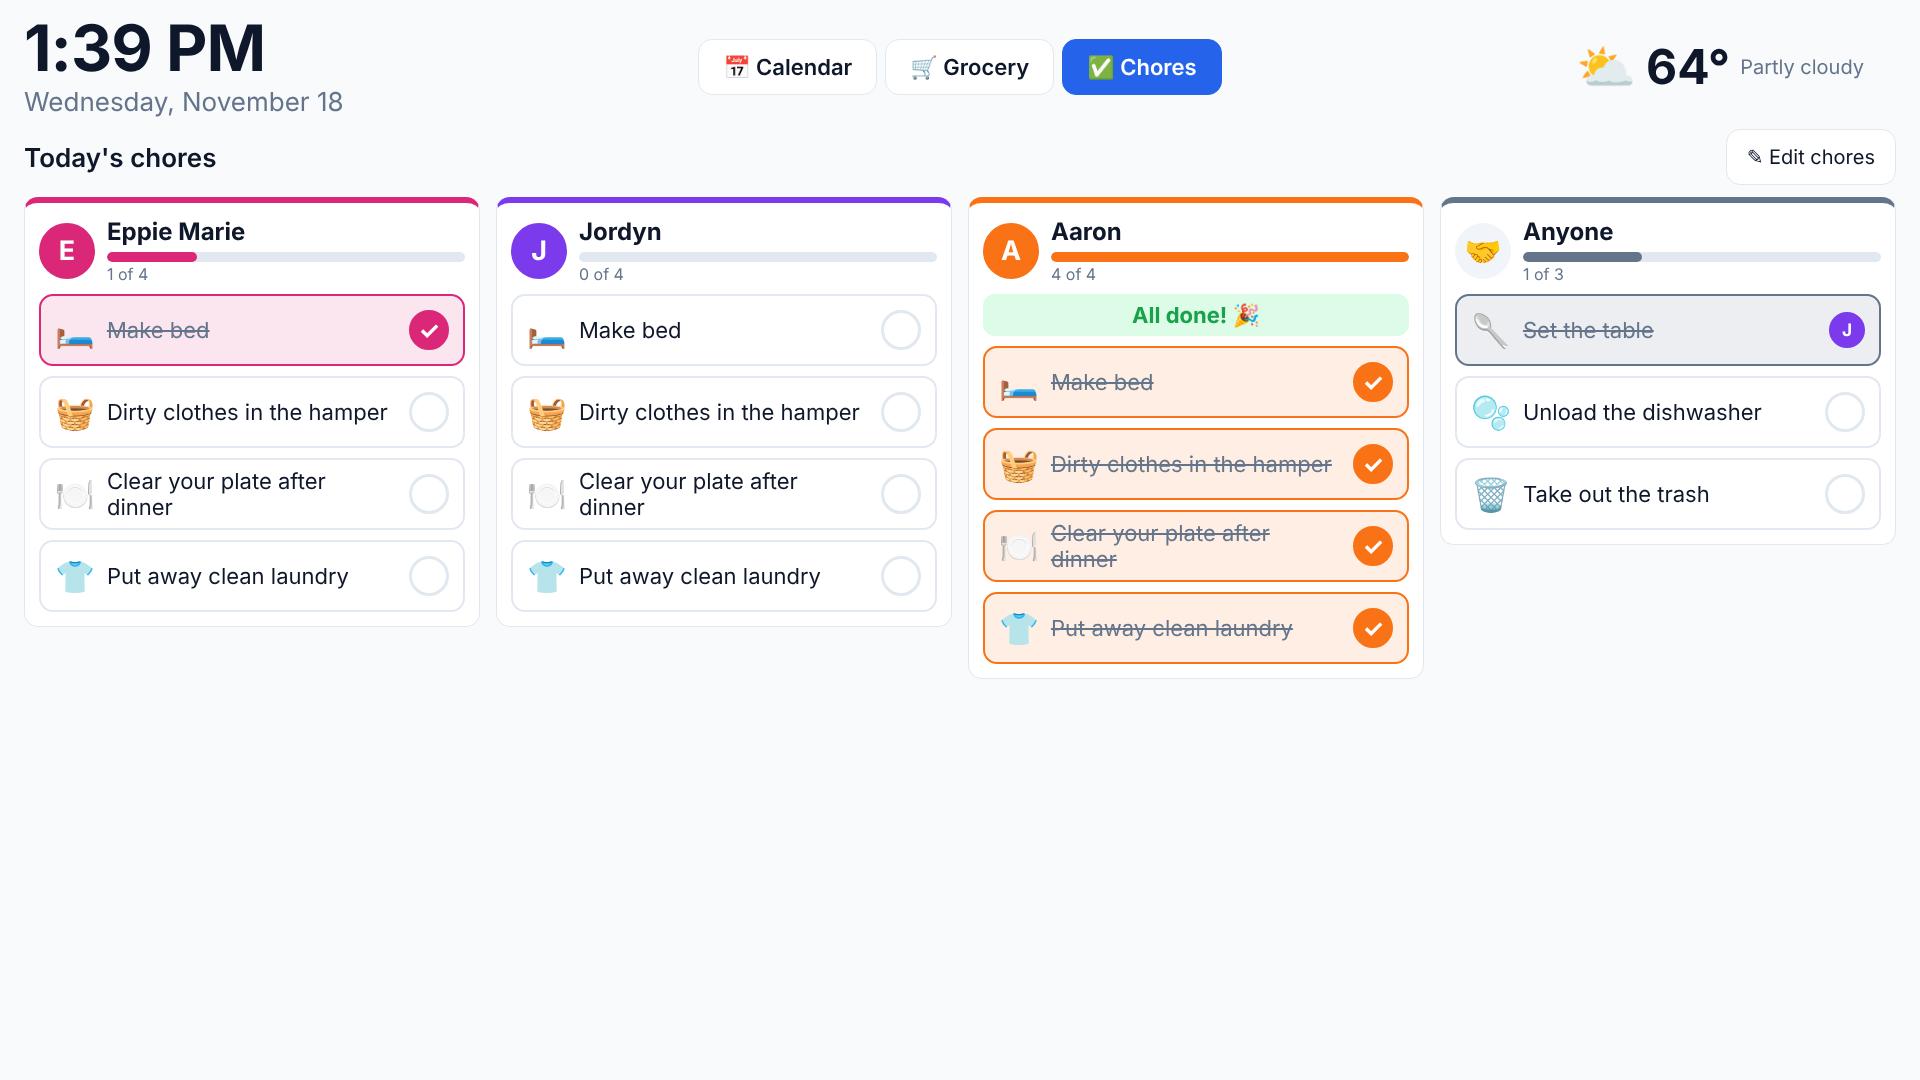 1:39 PM
Wednesday, November 18
📅 Calendar
🛒 Grocery
✅ Chores
⛅ 64° Partly cloudy
Today's chores
✎ Edit chores
E
Eppie Marie
1 of 4
Make bed
Dirty clothes in the hamper
Clear your plate after
dinner
Put away clean laundry
J
Jordyn
0 of 4
Make bed
Dirty clothes in the hamper
Clear your plate after
dinner
Put away clean laundry
A
Aaron
4 of 4
All done! 🎉
Make bed
Dirty clothes in the hamper
Clear your plate after
dinner
Put away clean laundry
Anyone
1 of 3
Set the table
J
Unload the dishwasher
Take out the trash